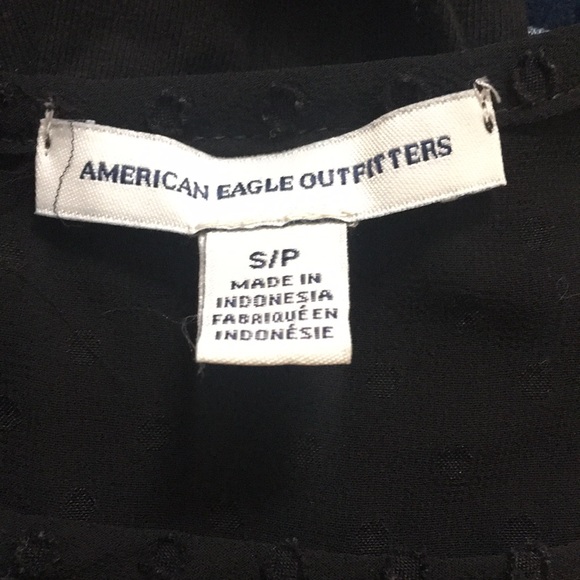 AMERICAN EAGLE OUTFITTERS
S/P
MADE IN
INDONESIA
FABRIQUÉ EN
INDONÉSIE